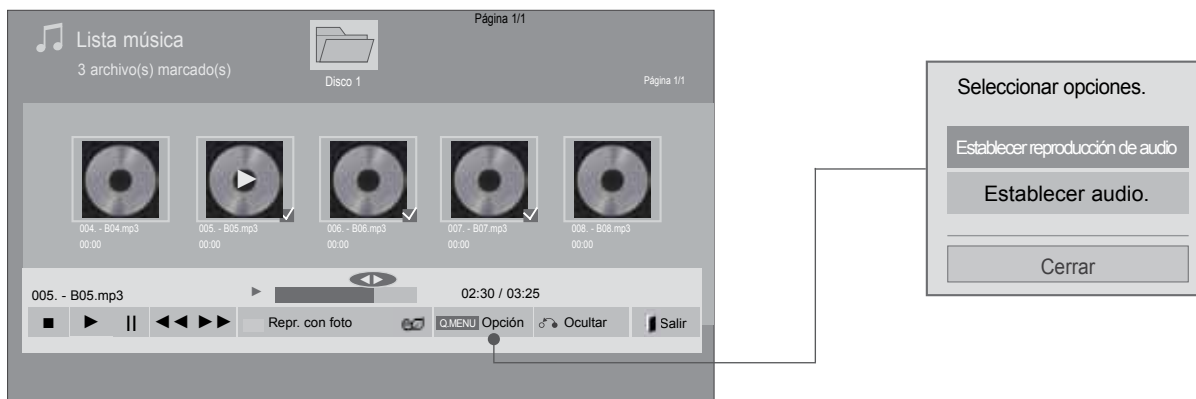 Página 1/1
Lista música
3 archivo(s) marcado(s)
Disco 1
Página 1/1
004. - B04.mp3
00:00
005. - B05.mp3
00:00
006. - B06.mp3
00:00
007. - B07.mp3
00:00
008. - B08.mp3
00:00
005. - B05.mp3
02:30 / 03:25
Repr. con foto
Q.MENU Opción
Ocultar
Salir
Seleccionar opciones.
Establecer reproducción de audio
Establecer audio.
Cerrar